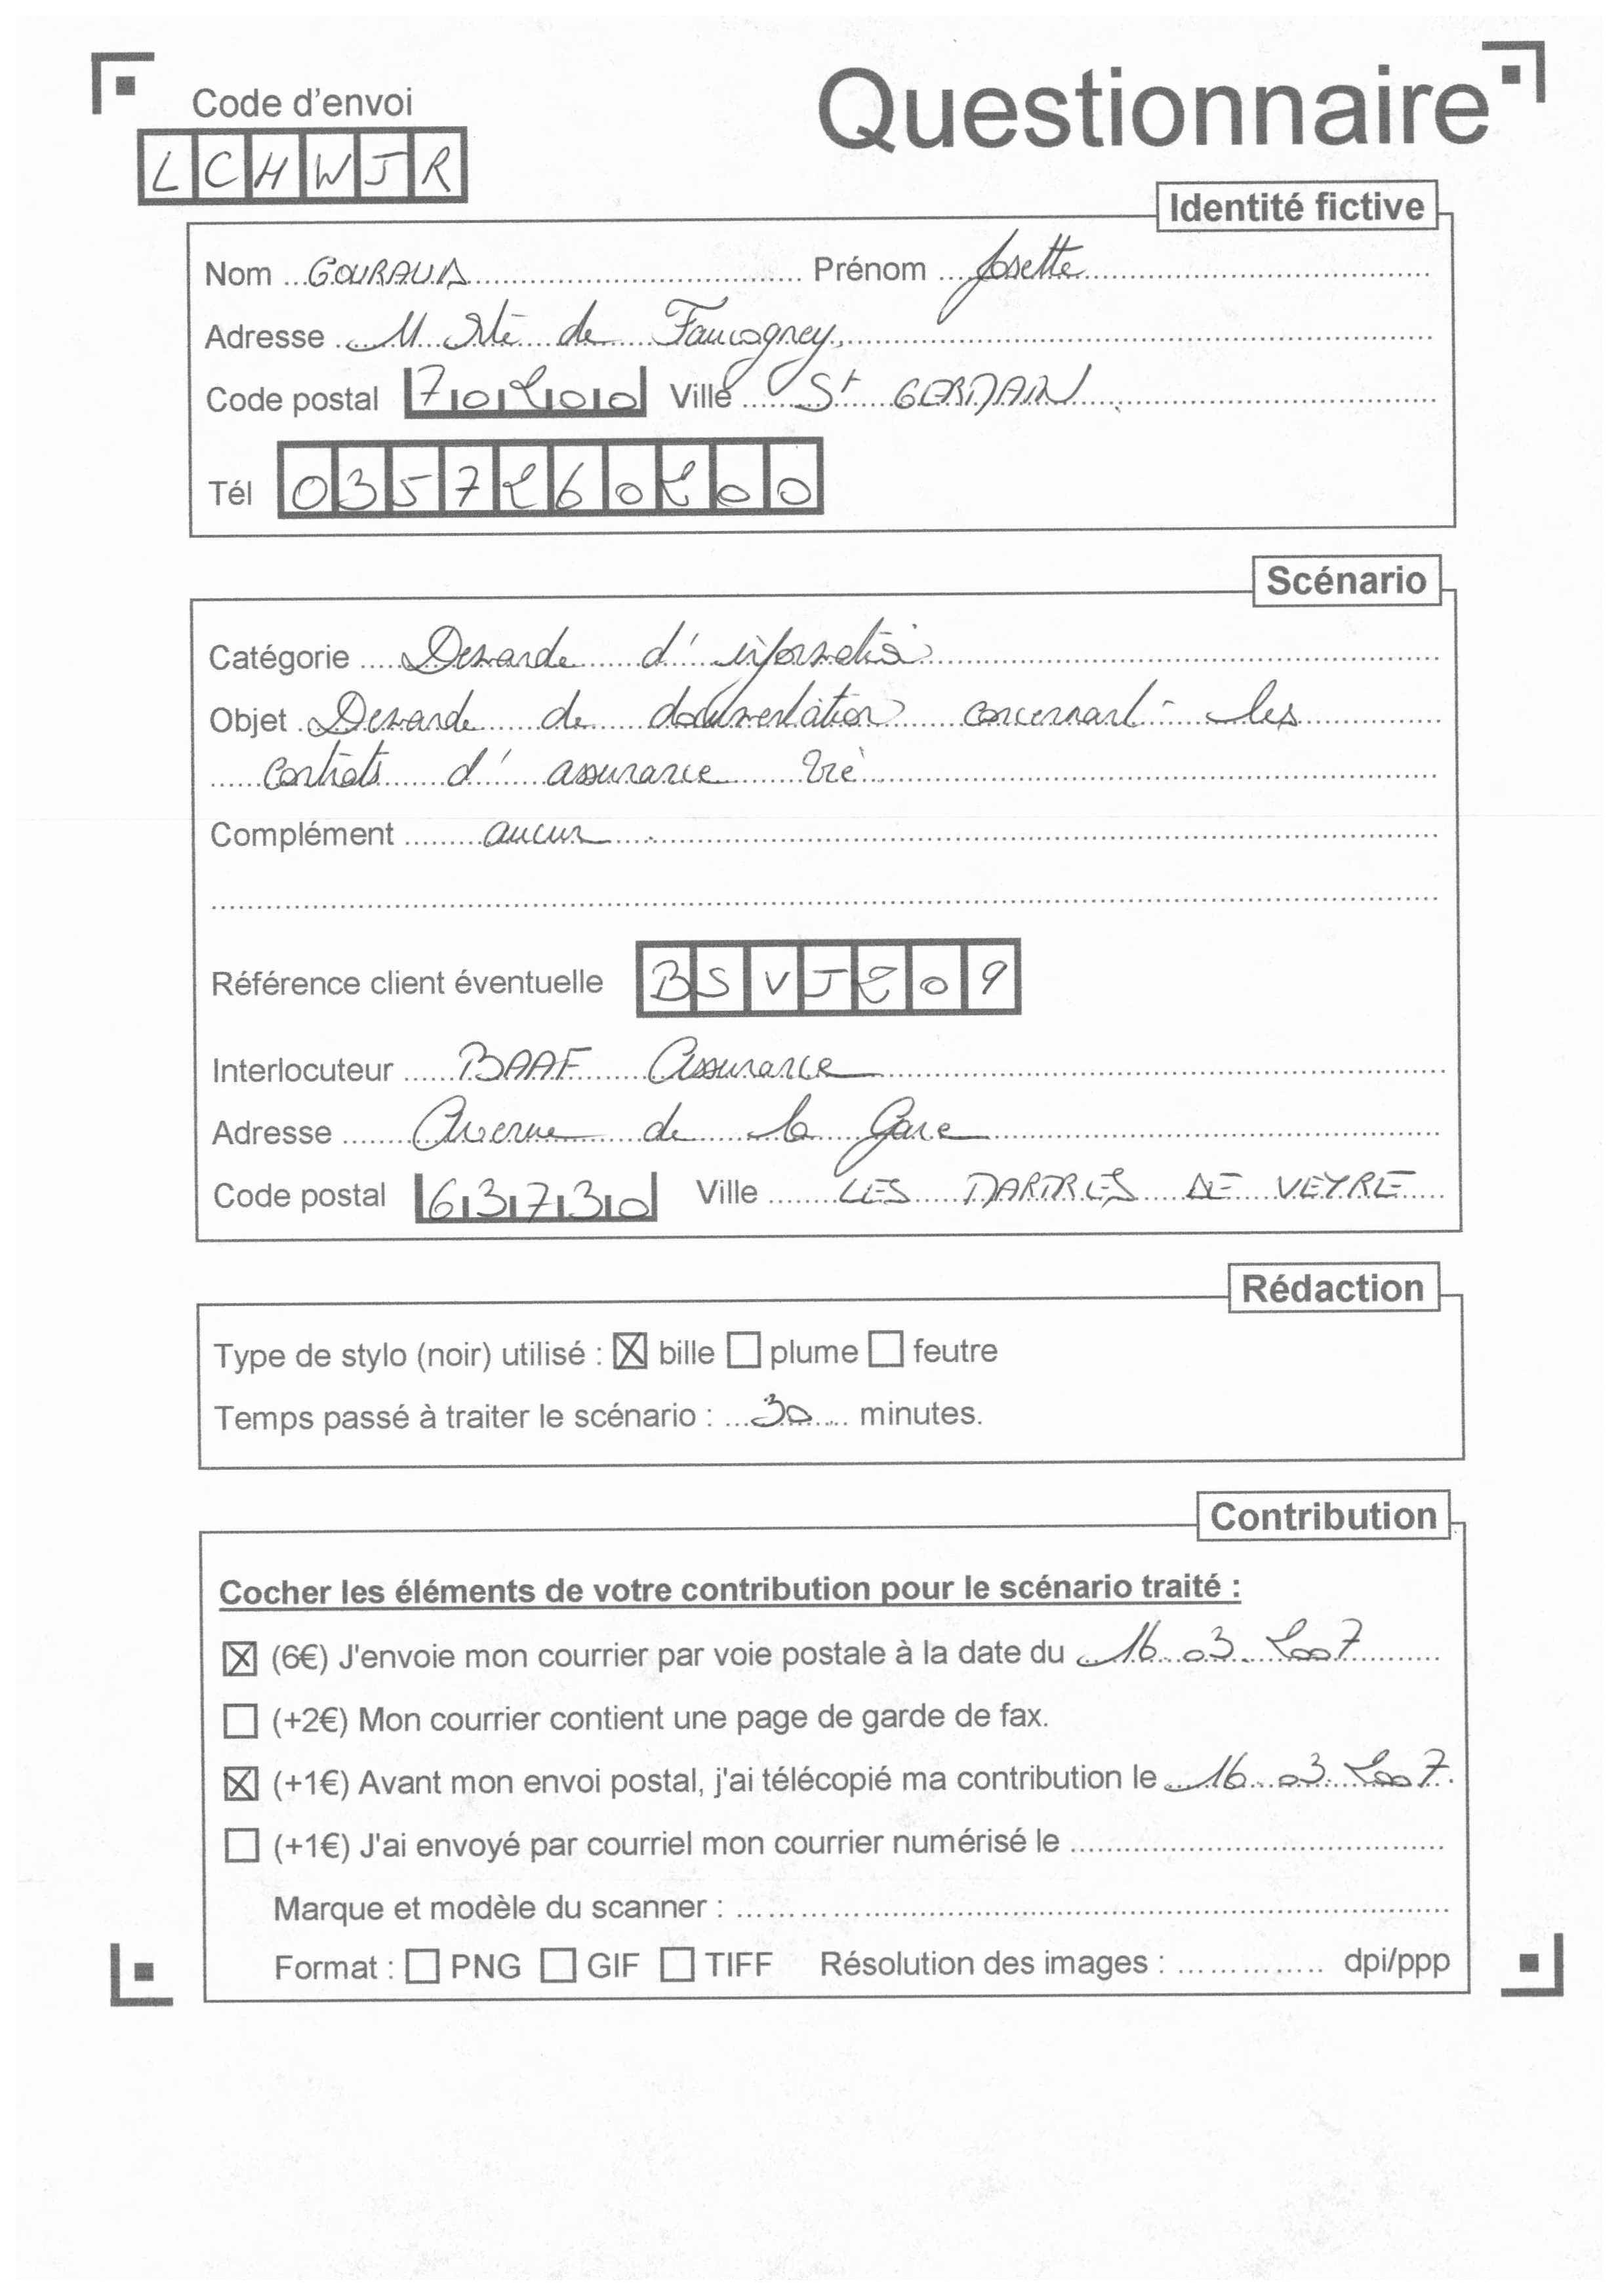 Questionnaire
Code d'envoi
LCHWJR
Identité fictive
Nom GOURAUD Prénom Josette
Adresse 11 Rte de Faucogney
Code postal 70200 Ville St GERMAIN
Tél 0357260200
Scénario
Catégorie Demande d'information
Objet Demande de documentation concernant les
contrats d'assurance vie
Complément aucun
Référence client éventuelle BSVJ209
Interlocuteur BAAF Assurance
Adresse Avenue de la Gare
Code postal 63730 Ville LES MARTRES DE VEYRE
Rédaction
Type de stylo (noir) utilisé : ☒ bille ☐ plume ☐ feutre
Temps passé à traiter le scénario : 30 minutes.
Contribution
Cocher les éléments de votre contribution pour le scénario traité :
☒ (6€) J'envoie mon courrier par voie postale à la date du 16.03.2007
☐ (+2€) Mon courrier contient une page de garde de fax.
☒ (+1€) Avant mon envoi postal, j'ai télécopié ma contribution le 16.03.2007.
☐ (+1€) J'ai envoyé par courriel mon courrier numérisé le
Marque et modèle du scanner :
Format : ☐ PNG ☐ GIF ☐ TIFF Résolution des images : dpi/ppp